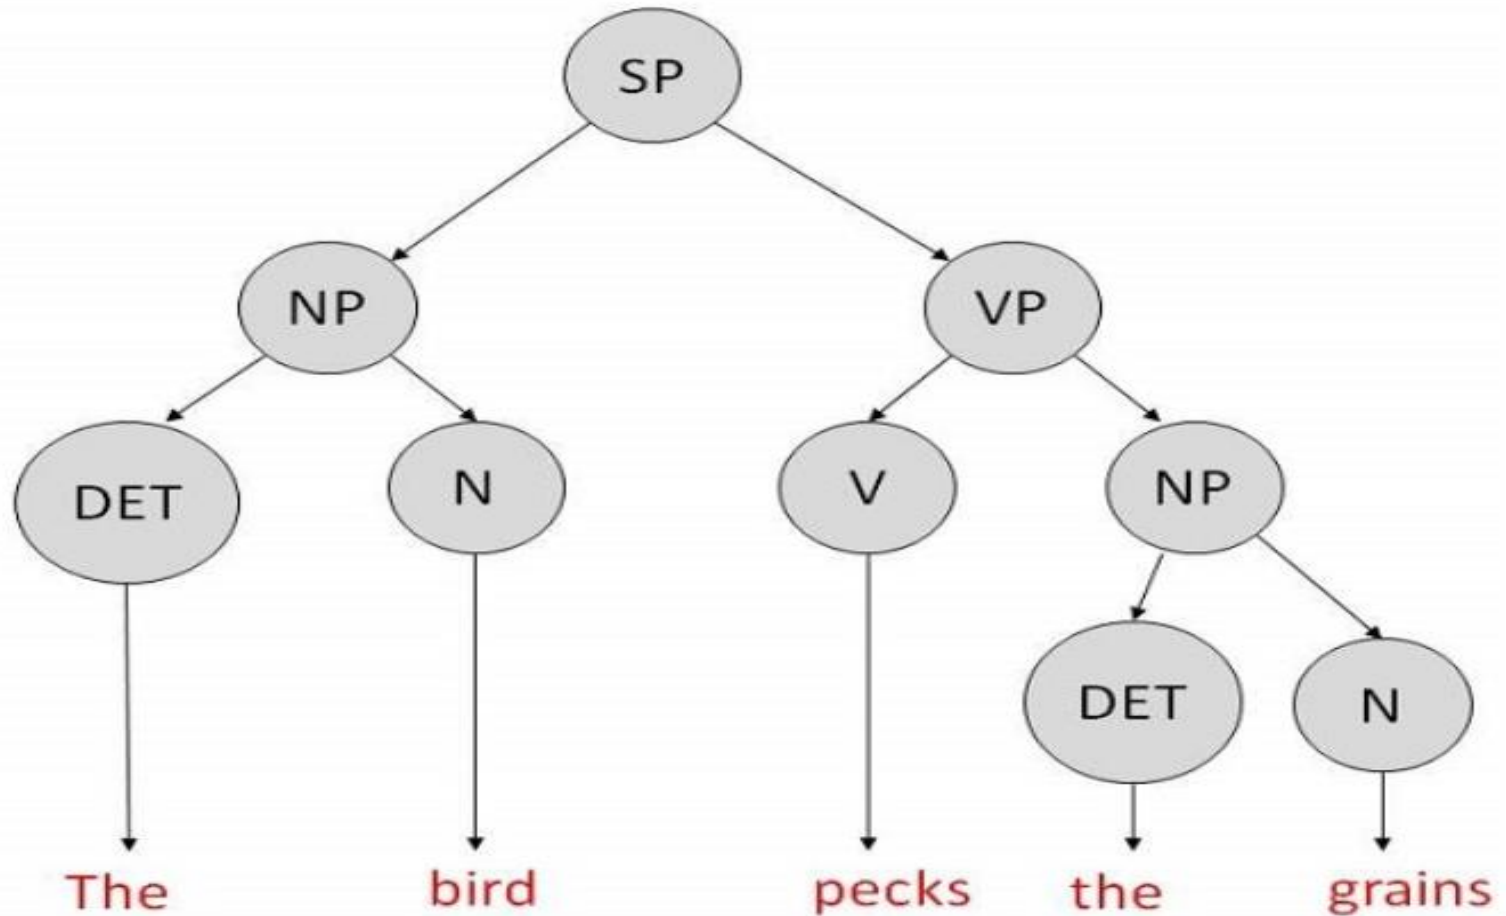 SP
NP VP
DET N V NP
DET N
The bird pecks the grains